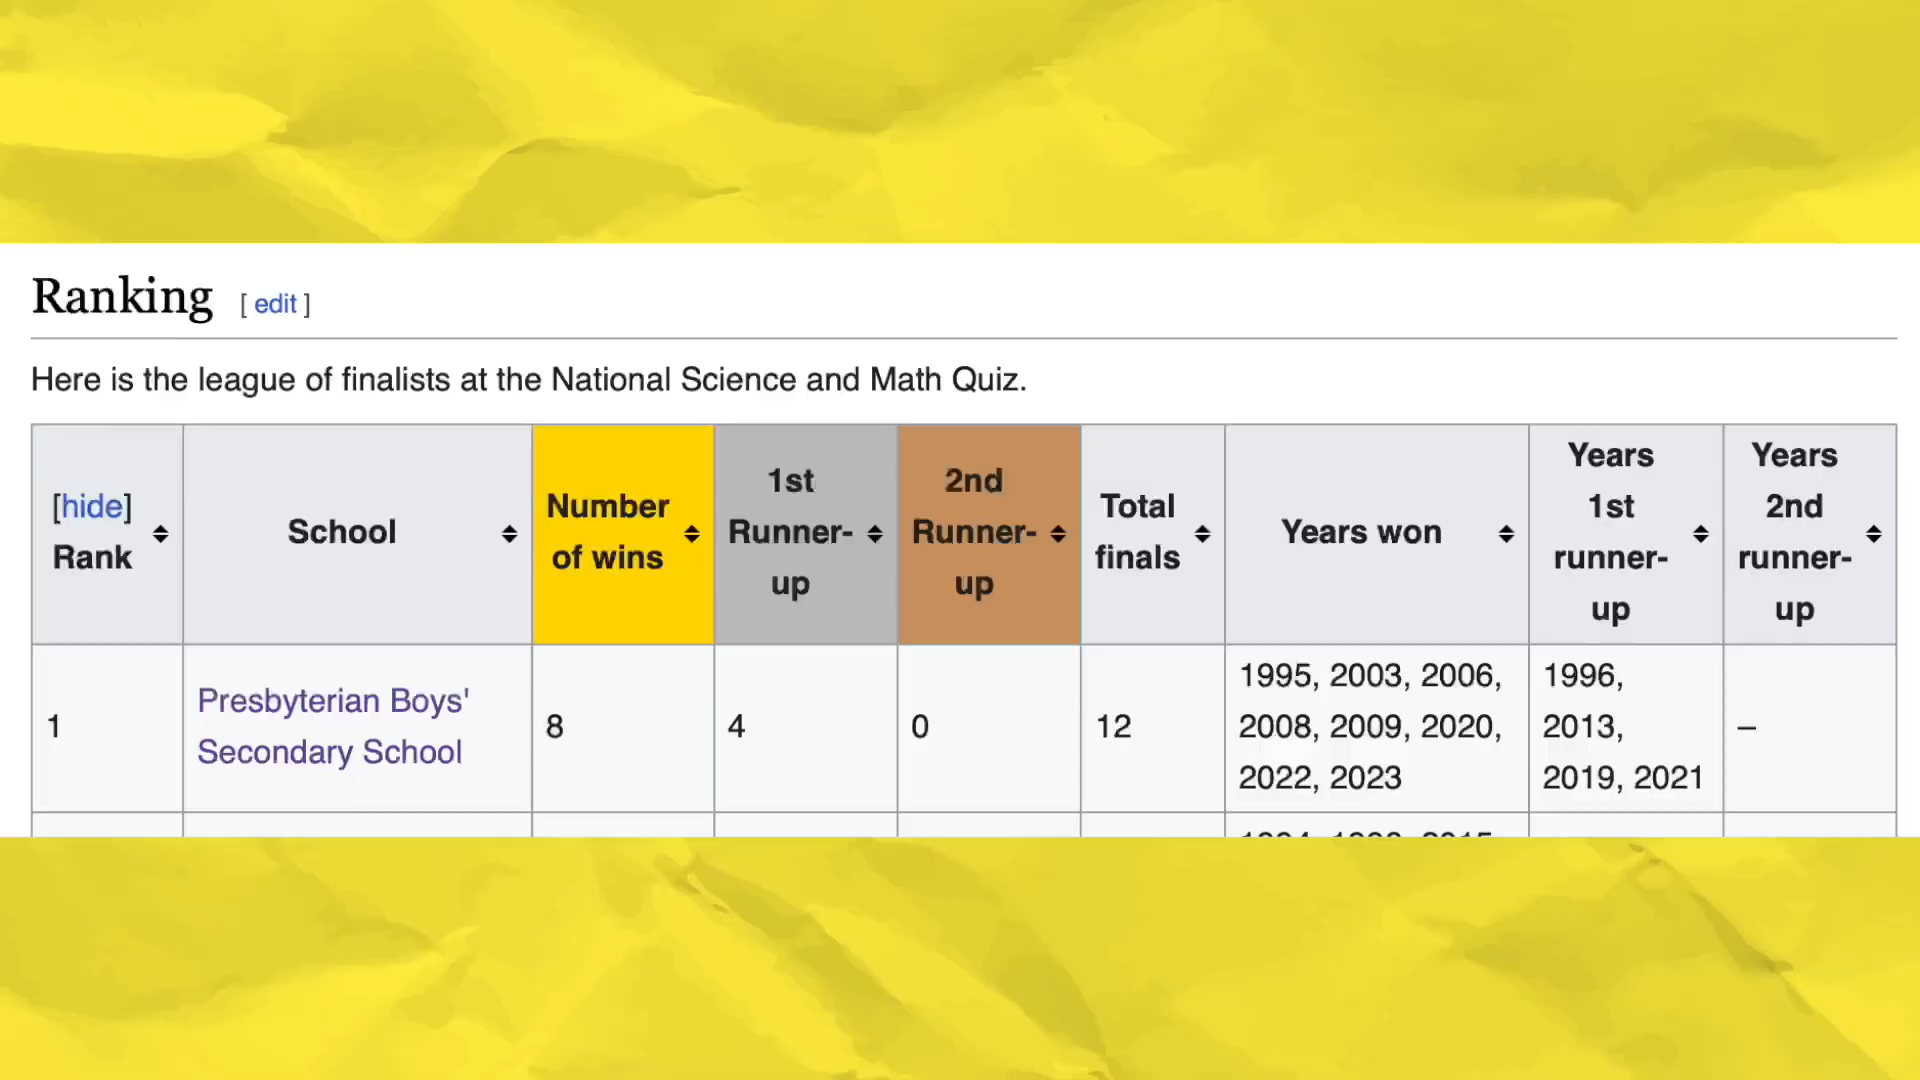 Ranking [ edit ]
Here is the league of finalists at the National Science and Math Quiz.
[hide] Rank
School
Number of wins
1st Runner-up
2nd Runner-up
Total finals
Years won
Years 1st runner-up
Years 2nd runner-up
1
Presbyterian Boys'
Secondary School
8
4
0
12
1995, 2003, 2006,
2008, 2009, 2020,
2022, 2023
1996,
2013,
2019, 2021
–